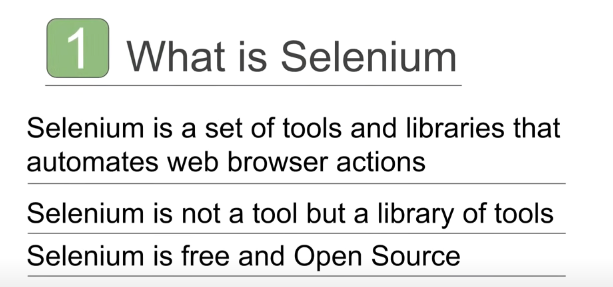 1 What is Selenium
Selenium is a set of tools and libraries that
automates web browser actions
Selenium is not a tool but a library of tools
Selenium is free and Open Source